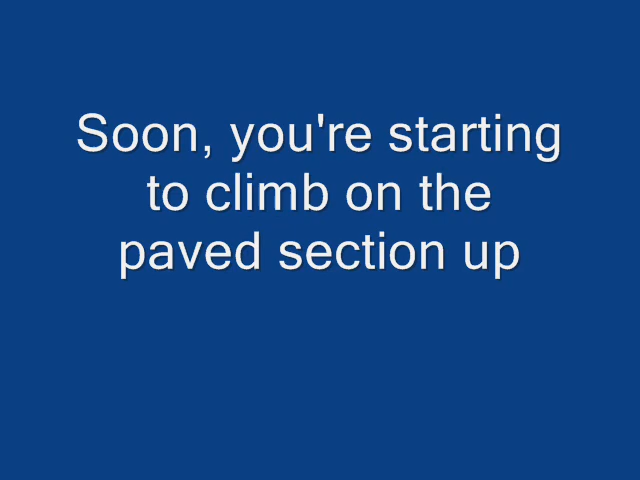 Soon, you're starting
to climb on the
paved section up